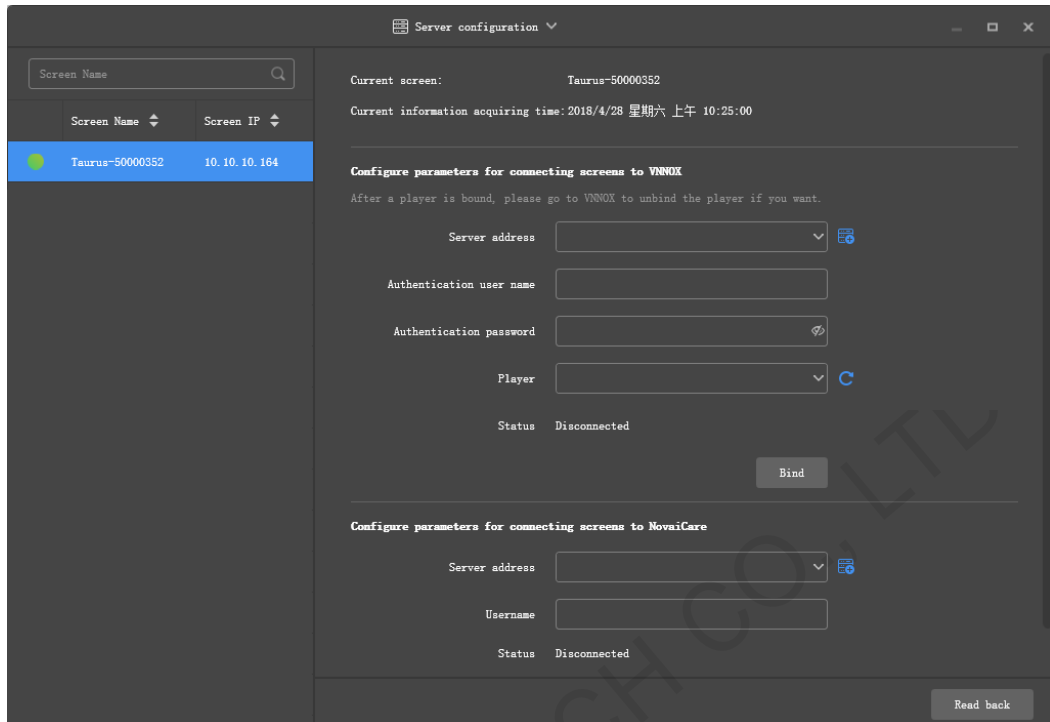 Server configuration
Screen Name
Screen Name
Screen IP
Taurus-50000352
10.10.10.164
Current screen: Taurus-50000352
Current information acquiring time: 2018/4/28 星期六 上午 10:25:00
Configure parameters for connecting screens to VNNOX
After a player is bound, please go to VNNOX to unbind the player if you want.
Server address
Authentication user name
Authentication password
Player
Status Disconnected
Bind
Configure parameters for connecting screens to NovaiCare
Server address
Username
Status Disconnected
Read back
CH CO., LTD